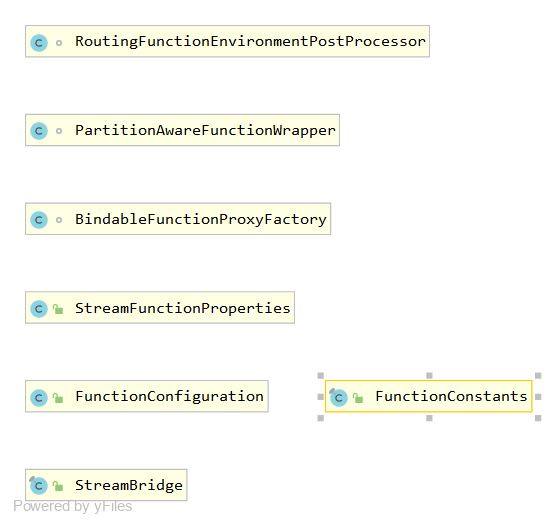 RoutingFunctionEnvironmentPostProcessor
PartitionAwareFunctionWrapper
BindableFunctionProxyFactory
StreamFunctionProperties
FunctionConfiguration
FunctionConstants
StreamBridge
Powered by yFiles